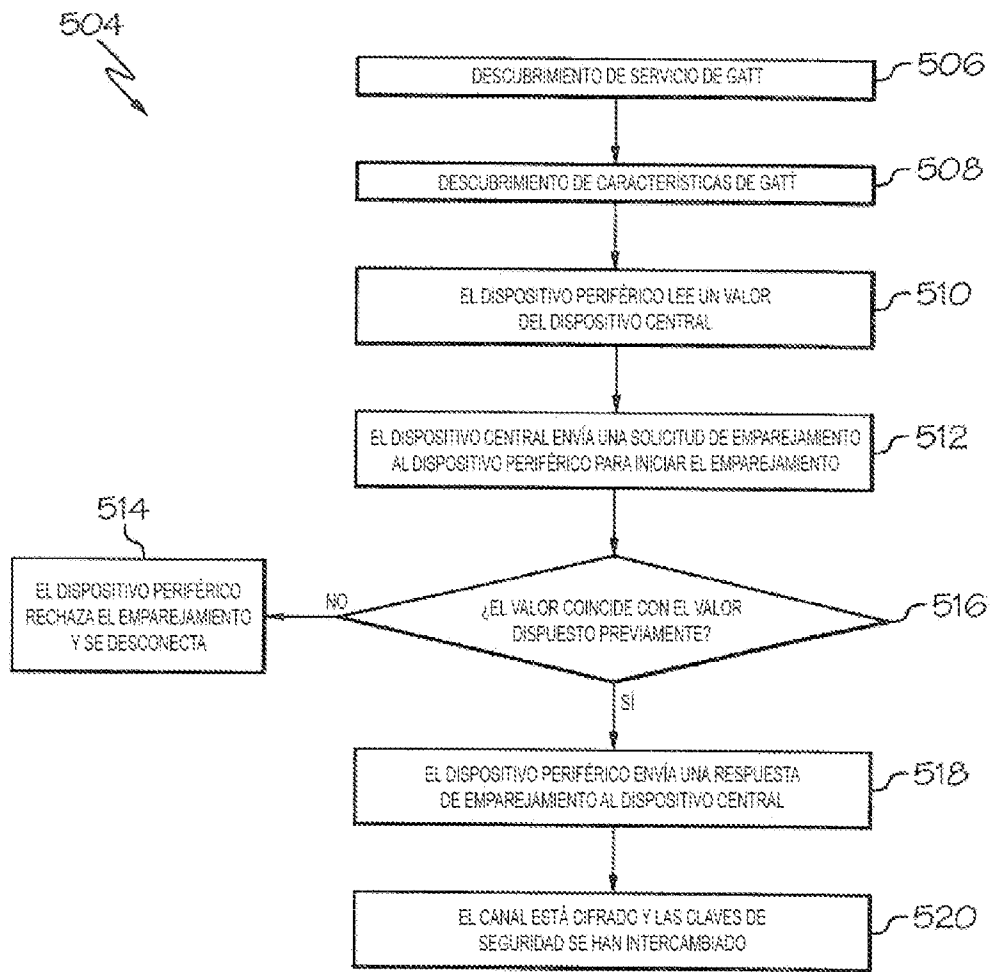 504
DESCUBRIMIENTO DE SERVICIO DE GATT
506
DESCUBRIMIENTO DE CARACTERÍSTICAS DE GATT
508
EL DISPOSITIVO PERIFÉRICO LEE UN VALOR
DEL DISPOSITIVO CENTRAL
510
EL DISPOSITIVO CENTRAL ENVÍA UNA SOLICITUD DE EMPAREJAMIENTO
AL DISPOSITIVO PERIFÉRICO PARA INICIAR EL EMPAREJAMIENTO
512
514
EL DISPOSITIVO PERIFÉRICO
RECHAZA EL EMPAREJAMIENTO
Y SE DESCONECTA
NO
¿EL VALOR COINCIDE CON EL VALOR
DISPUESTO PREVIAMENTE?
516
SÍ
EL DISPOSITIVO PERIFÉRICO ENVÍA UNA RESPUESTA
DE EMPAREJAMIENTO AL DISPOSITIVO CENTRAL
518
EL CANAL ESTÁ CIFRADO Y LAS CLAVES DE
SEGURIDAD SE HAN INTERCAMBIADO
520